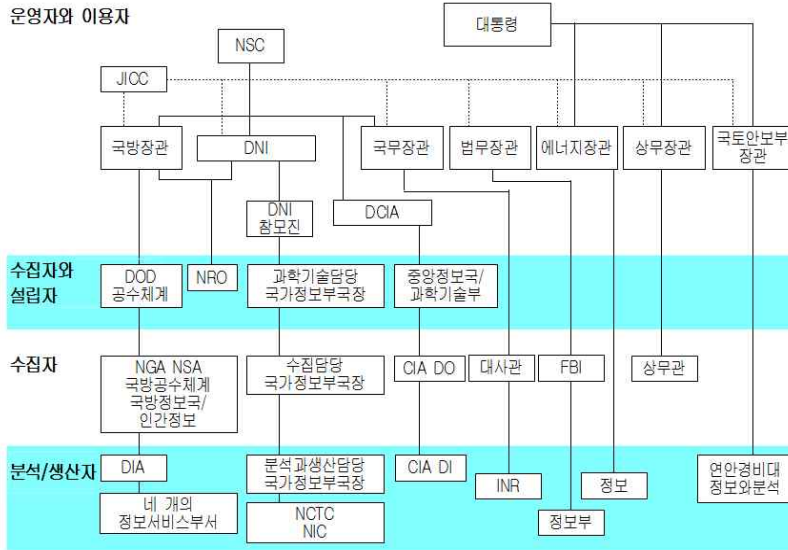 운영자와 이용자
대통령
NSC
JICC
국방장관
DNI
국무장관
법무장관
에너지장관
상무장관
국토안보부
장관
DNI
참모진
DCIA
수집자와
설립자
DOD
공수체계
NRO
과학기술담당
국가정보부국장
중앙정보국/
과학기술부
수집자
NGA NSA
국방공수체계
국방정보국/
인간정보
수집담당
국가정보부국장
CIA DO
대사관
FBI
상무관
분석/생산자
DIA
분석과생산담당
국가정보부국장
CIA DI
INR
정보
연안경비대
정보와분석
네 개의
정보서비스부서
NCTC
NIC
정보부